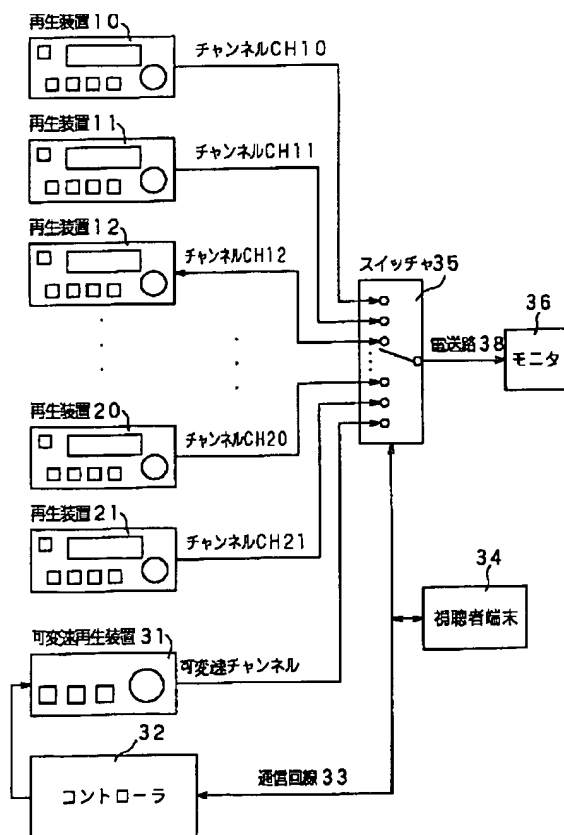 再生装置10
チャンネルCH10
再生装置11
チャンネルCH11
再生装置12
チャンネルCH12
スイッチャ35
36
電送路38
モニタ
再生装置20
チャンネルCH20
再生装置21
チャンネルCH21
34
視聴者端末
可変速再生装置31
可変速チャンネル
32
通信回線33
コントローラ